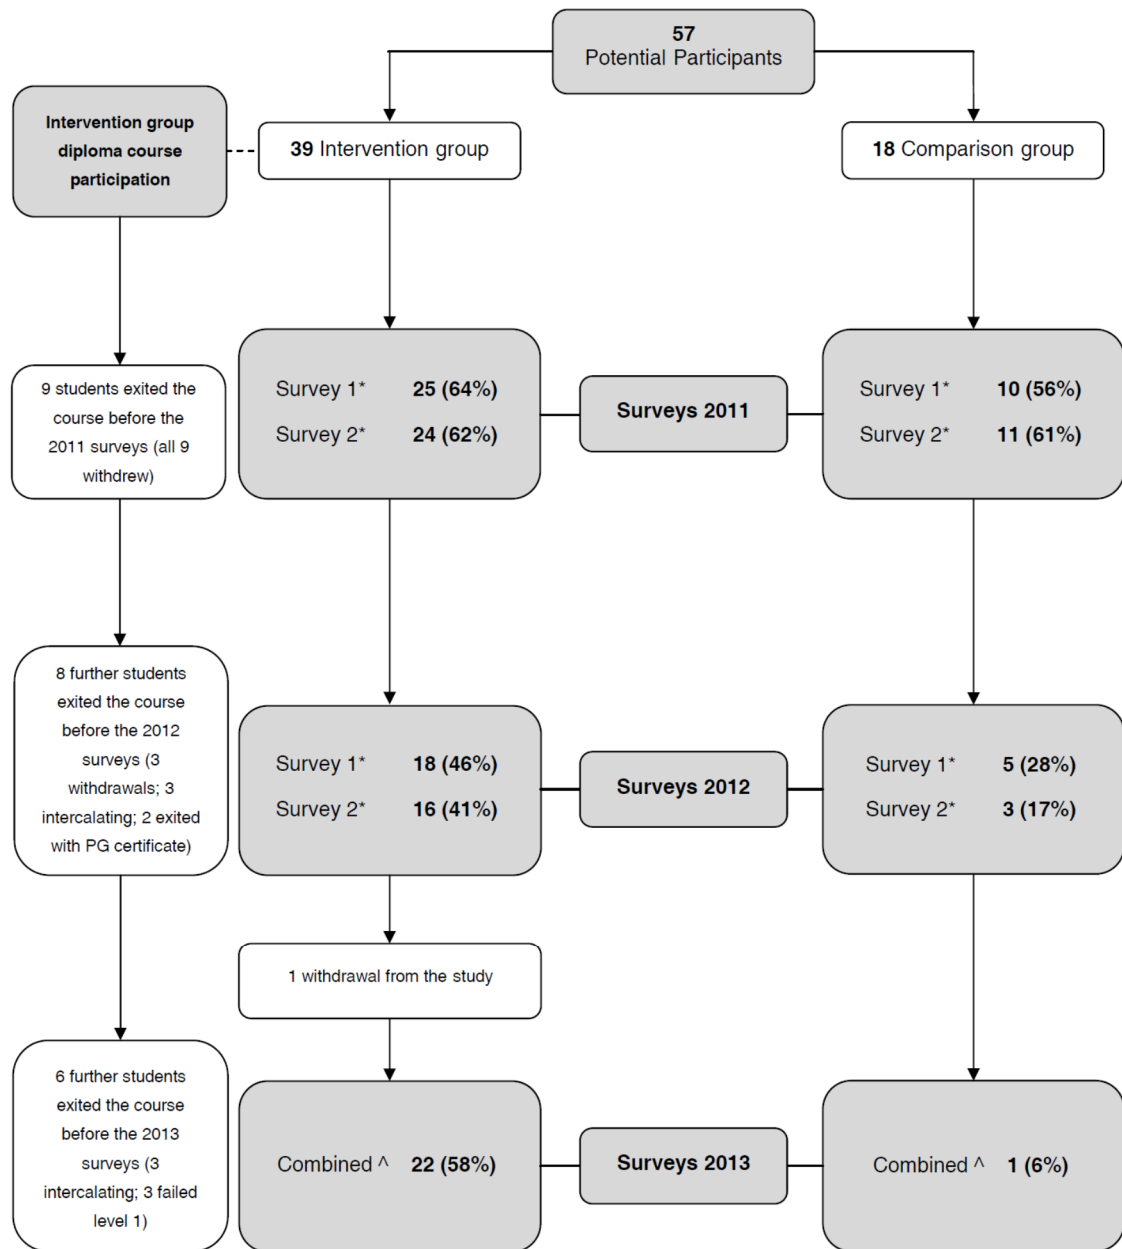 57
Potential Participants
Intervention group
diploma course
participation
39 Intervention group
18 Comparison group
9 students exited the
course before the
2011 surveys (all 9
withdrew)
Survey 1* 25 (64%)
Survey 2* 24 (62%)
Surveys 2011
Survey 1* 10 (56%)
Survey 2* 11 (61%)
8 further students
exited the course
before the 2012
surveys (3
withdrawals; 3
intercalating; 2 exited
with PG certificate)
Survey 1* 18 (46%)
Survey 2* 16 (41%)
Surveys 2012
Survey 1* 5 (28%)
Survey 2* 3 (17%)
1 withdrawal from the study
6 further students
exited the course
before the 2013
surveys (3
intercalating; 3 failed
level 1)
Combined ^ 22 (58%)
Surveys 2013
Combined ^ 1 (6%)